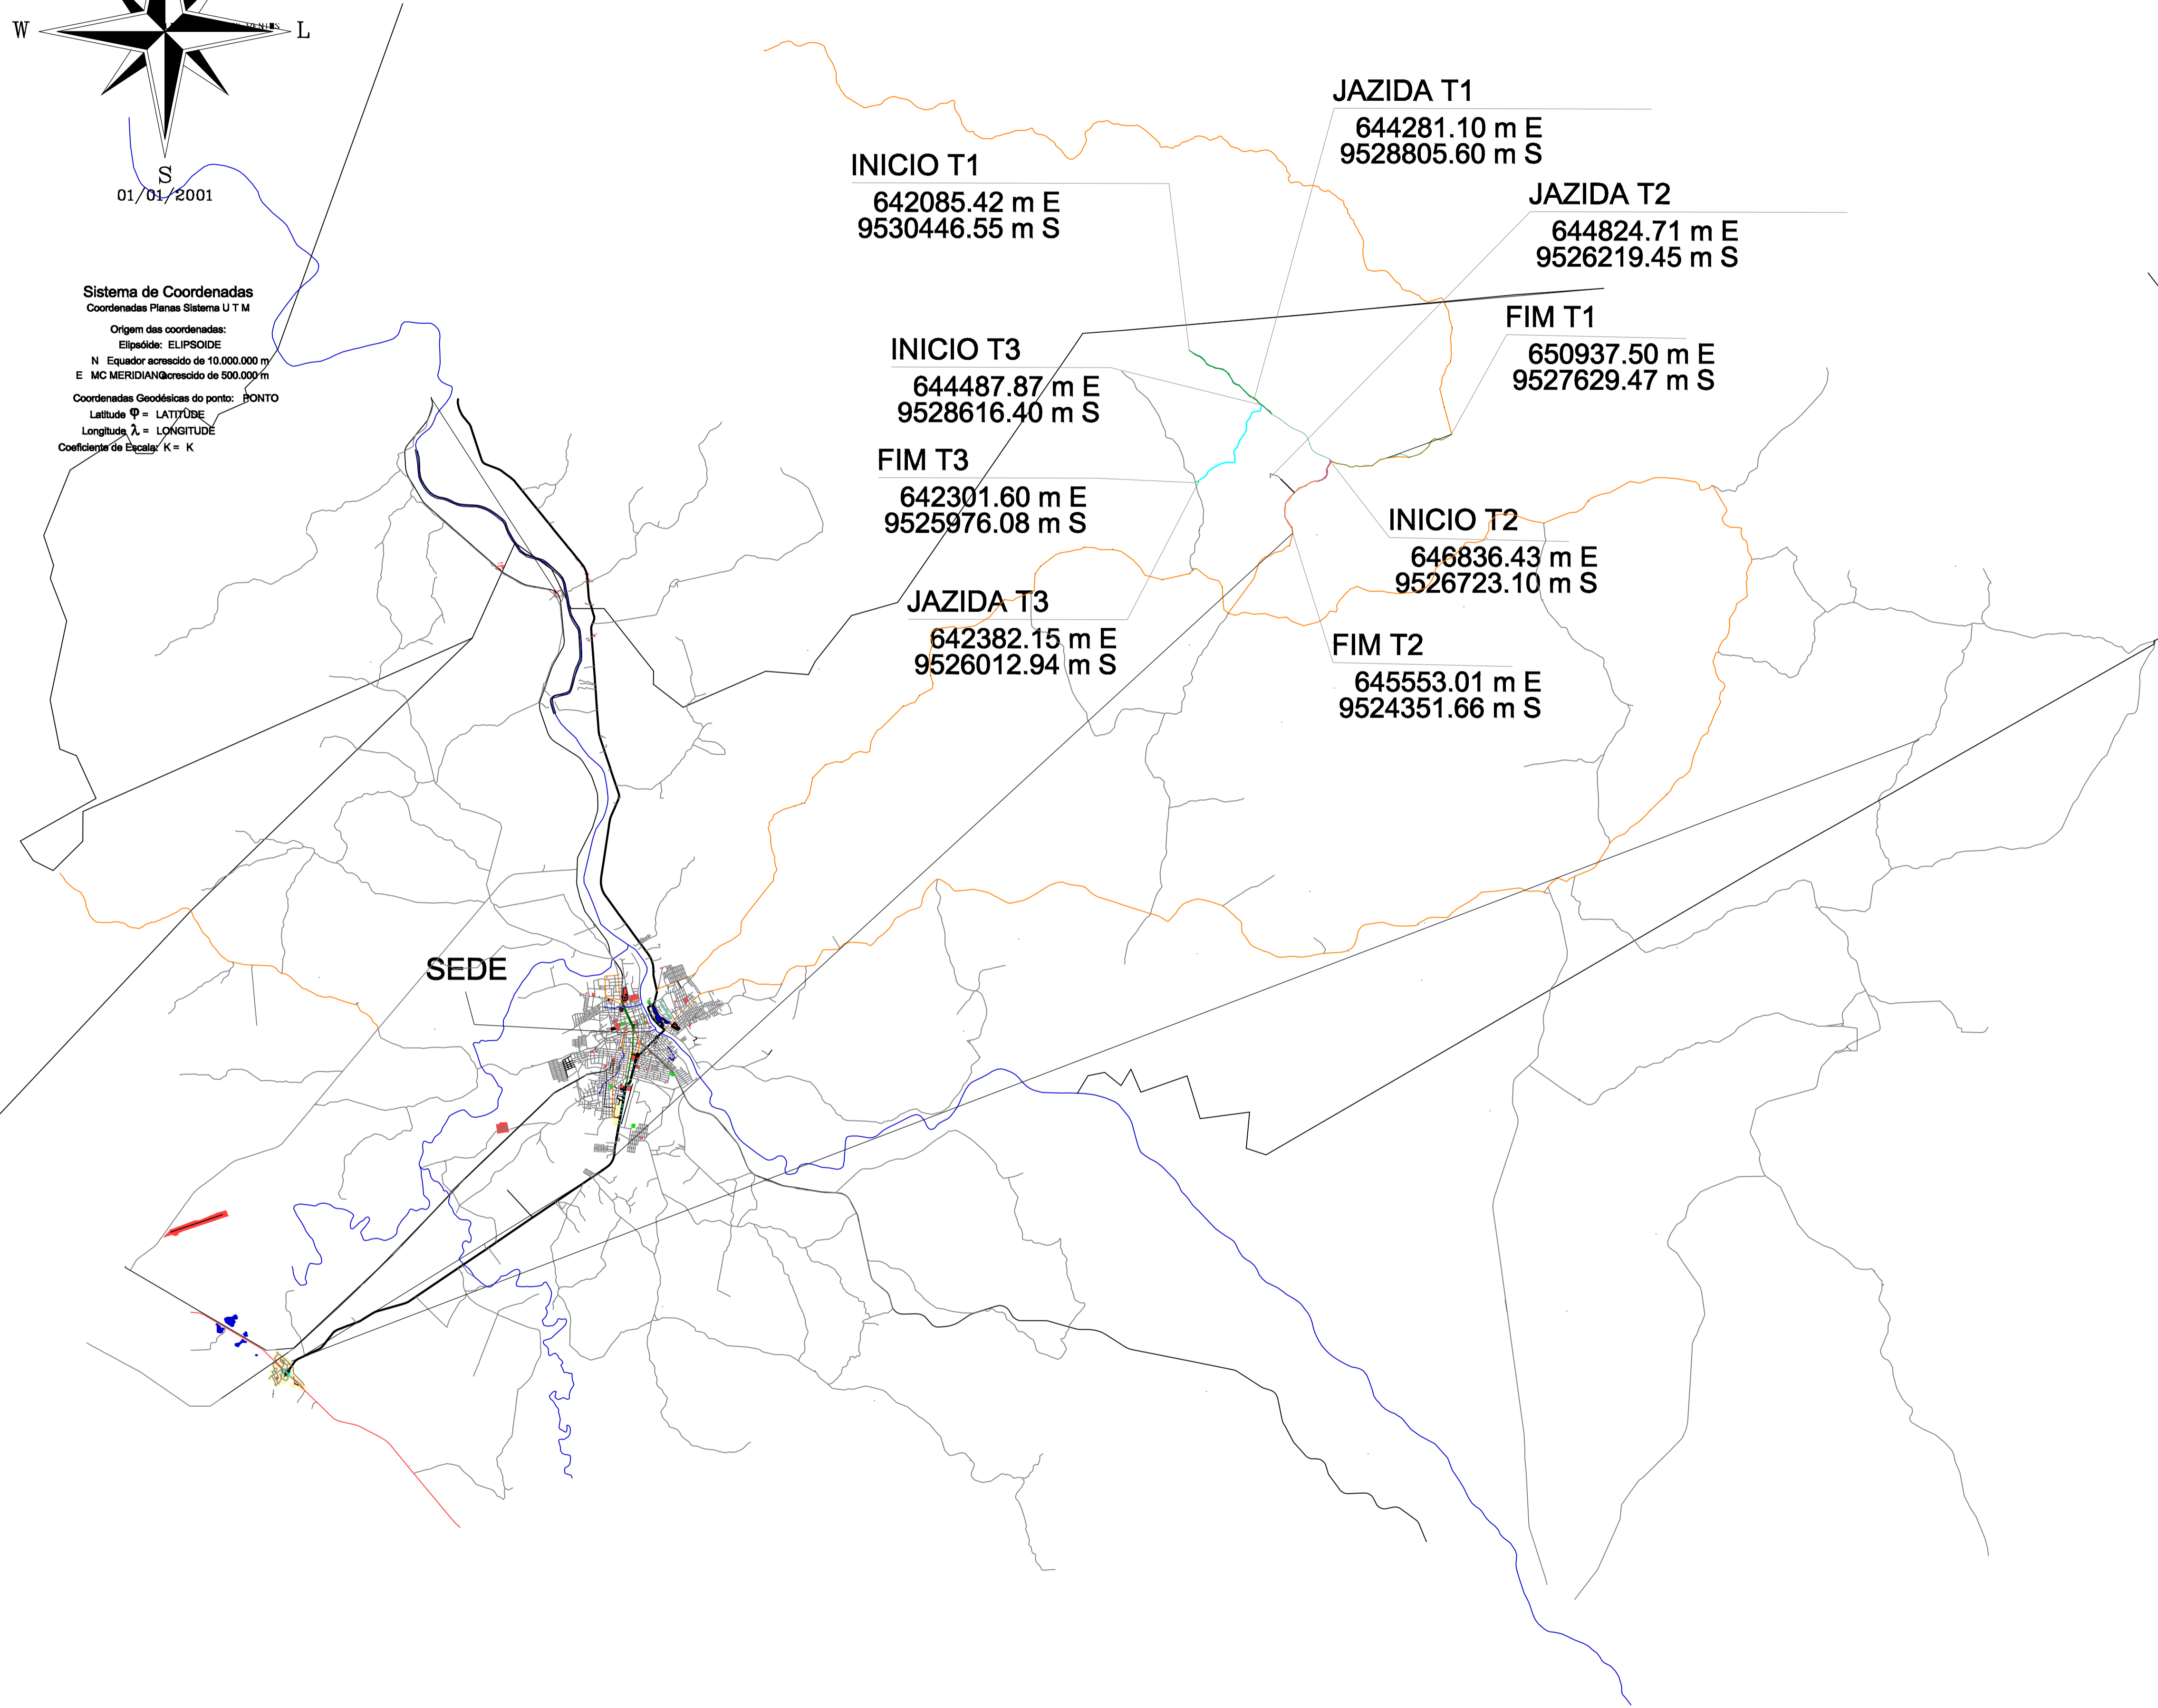 W
L
S
01/01/2001
JAZIDA T1
644281.10 m E
9528805.60 m S
INICIO T1
642085.42 m E
9530446.55 m S
JAZIDA T2
644824.71 m E
9526219.45 m S
Sistema de Coordenadas
Coordenadas Planas Sistema U T M
Origem das coordenadas:
Elipsóide: ELIPSOIDE
N Equador acrescido de 10.000.000 m
E MC MERIDIANO acrescido de 500.000 m
Coordenadas Geodésicas do ponto: PONTO
Latitude φ = LATITUDE
Longitude λ = LONGITUDE
Coeficiente de Escala: K = K
FIM T1
650937.50 m E
9527629.47 m S
INICIO T3
644487.87 m E
9528616.40 m S
FIM T3
642301.60 m E
9525976.08 m S
INICIO T2
646836.43 m E
9526723.10 m S
JAZIDA T3
642382.15 m E
9526012.94 m S
FIM T2
645553.01 m E
9524351.66 m S
SEDE